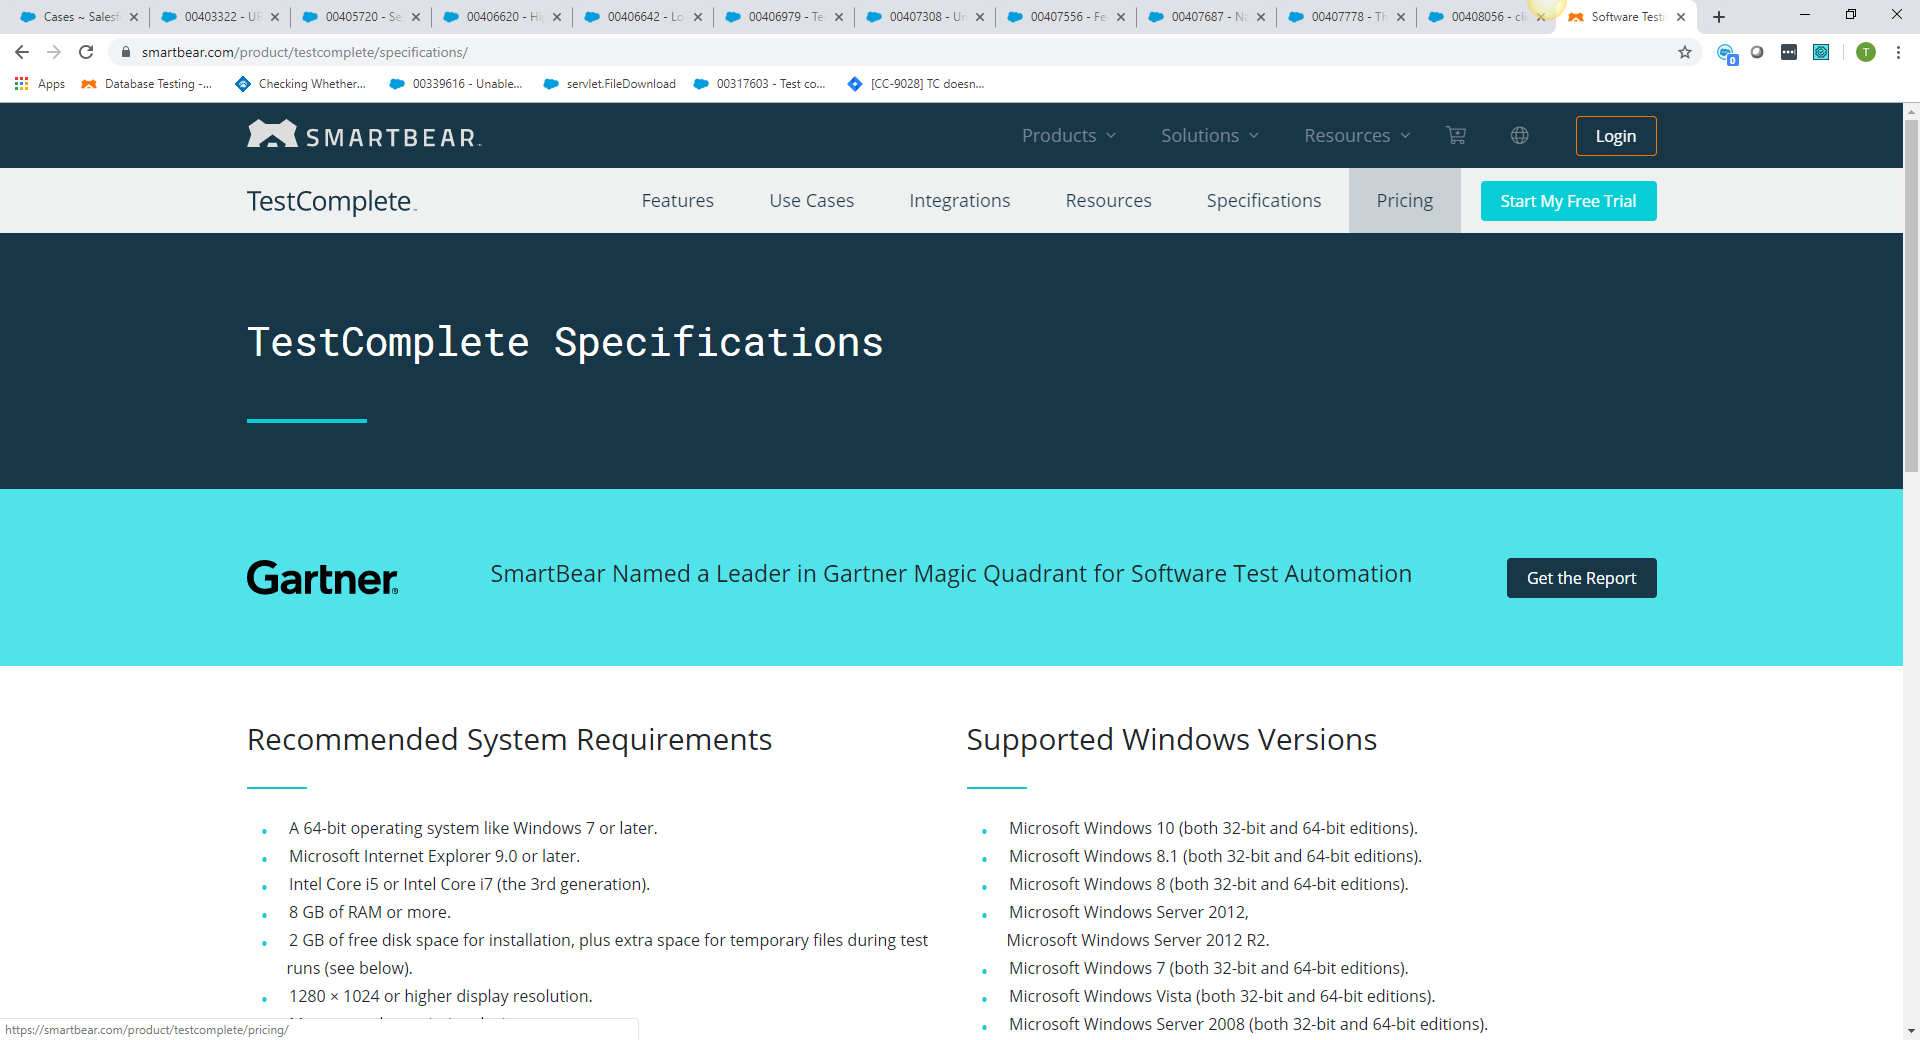 Cases ~ Salesf
00403322 - UF
00405720 - Se
00406620 - Hi
00406642 - Lo
00406979 - Te
00407308 - Ur
00407556 - Fe
00407687 - Na
00407778 - Th
00408056 - cl
Software Testi
smartbear.com/product/testcomplete/specifications/
0
T
Apps
Database Testing -...
Checking Whether...
00339616 - Unable...
servlet.FileDownload
00317603 - Test co...
[CC-9028] TC doesn...
SMARTBEAR
Products
Solutions
Resources
Login
TestComplete
Features
Use Cases
Integrations
Resources
Specifications
Pricing
Start My Free Trial
TestComplete Specifications
Gartner®
SmartBear Named a Leader in Gartner Magic Quadrant for Software Test Automation
Get the Report
Recommended System Requirements
A 64-bit operating system like Windows 7 or later.
Microsoft Internet Explorer 9.0 or later.
Intel Core i5 or Intel Core i7 (the 3rd generation).
8 GB of RAM or more.
2 GB of free disk space for installation, plus extra space for temporary files during test
runs (see below).
1280 × 1024 or higher display resolution.
Supported Windows Versions
Microsoft Windows 10 (both 32-bit and 64-bit editions).
Microsoft Windows 8.1 (both 32-bit and 64-bit editions).
Microsoft Windows 8 (both 32-bit and 64-bit editions).
Microsoft Windows Server 2012,
Microsoft Windows Server 2012 R2.
Microsoft Windows 7 (both 32-bit and 64-bit editions).
Microsoft Windows Vista (both 32-bit and 64-bit editions).
Microsoft Windows Server 2008 (both 32-bit and 64-bit editions).
https://smartbear.com/product/testcomplete/pricing/